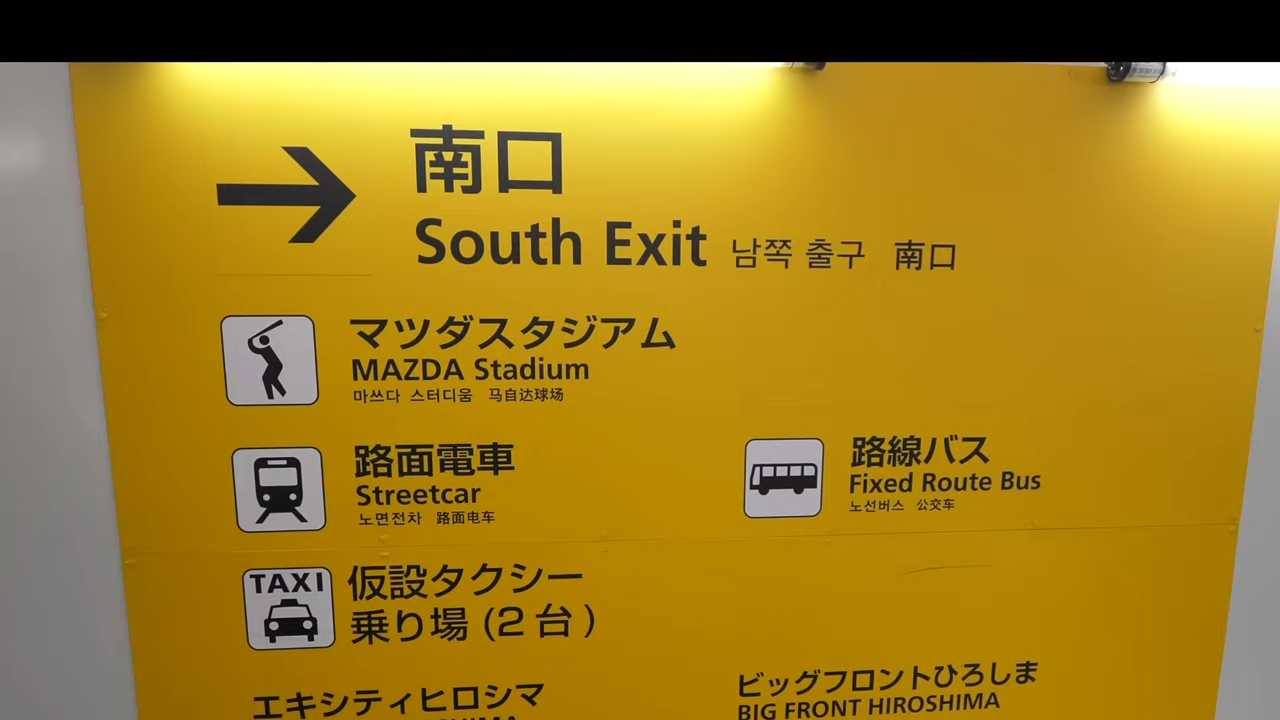 南口
South Exit 남쪽 출구 南口
マツダスタジアム
MAZDA Stadium
마쓰다 스터디움 马自达球场
路面電車
Streetcar
노면전차 路面电车
路線バス
Fixed Route Bus
노선버스 公交车
TAXI
仮設タクシー
乗り場(2台)
エキシティヒロシマ
ビッグフロントひろしま
BIG FRONT HIROSHIMA